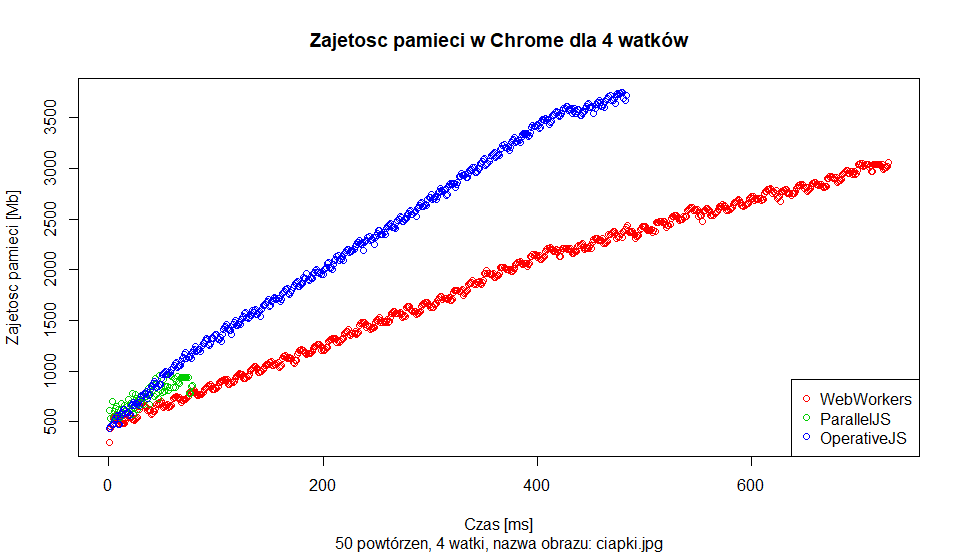 Zajetosc pamieci w Chrome dla 4 watków
Zajetosc pamieci [Mb]
3500
3000
2500
2000
1500
1000
500
WebWorkers
ParallelJS
OperativeJS
0 200 400 600
Czas [ms]
50 powtórzen, 4 watki, nazwa obrazu: ciapki.jpg